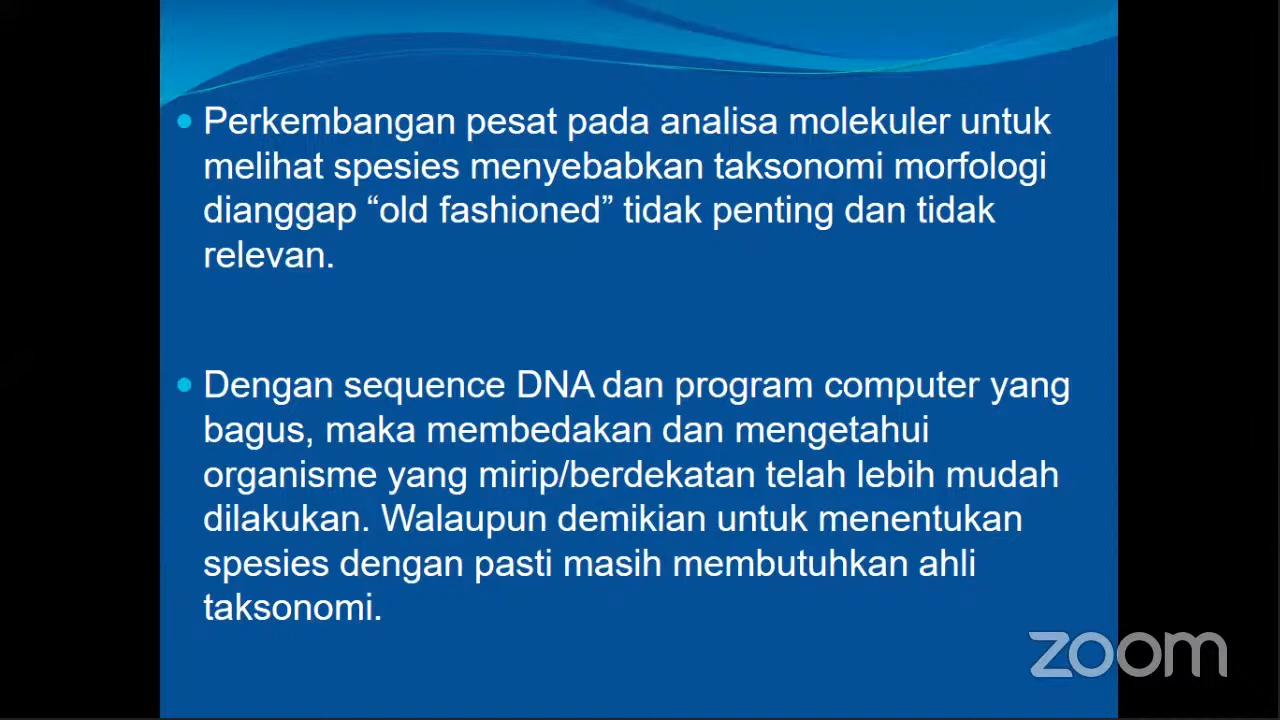 Perkembangan pesat pada analisa molekuler untuk
melihat spesies menyebabkan taksonomi morfologi
dianggap “old fashioned” tidak penting dan tidak
relevan.
Dengan sequence DNA dan program computer yang
bagus, maka membedakan dan mengetahui
organisme yang mirip/berdekatan telah lebih mudah
dilakukan. Walaupun demikian untuk menentukan
spesies dengan pasti masih membutuhkan ahli
taksonomi.
zoom